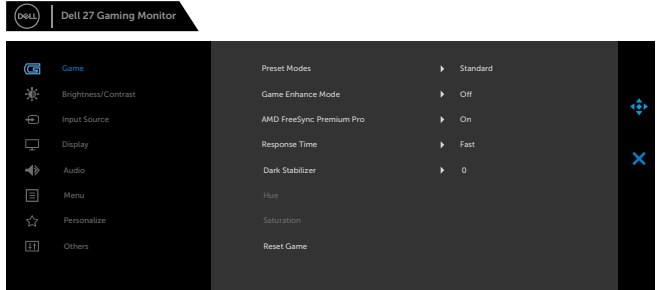 DELL
Dell 27 Gaming Monitor
Game
Preset Modes
Standard
Brightness/Contrast
Game Enhance Mode
Off
Input Source
AMD FreeSync Premium Pro
On
Display
Response Time
Fast
Audio
Dark Stabilizer
0
Menu
Hue
Personalize
Saturation
Others
Reset Game